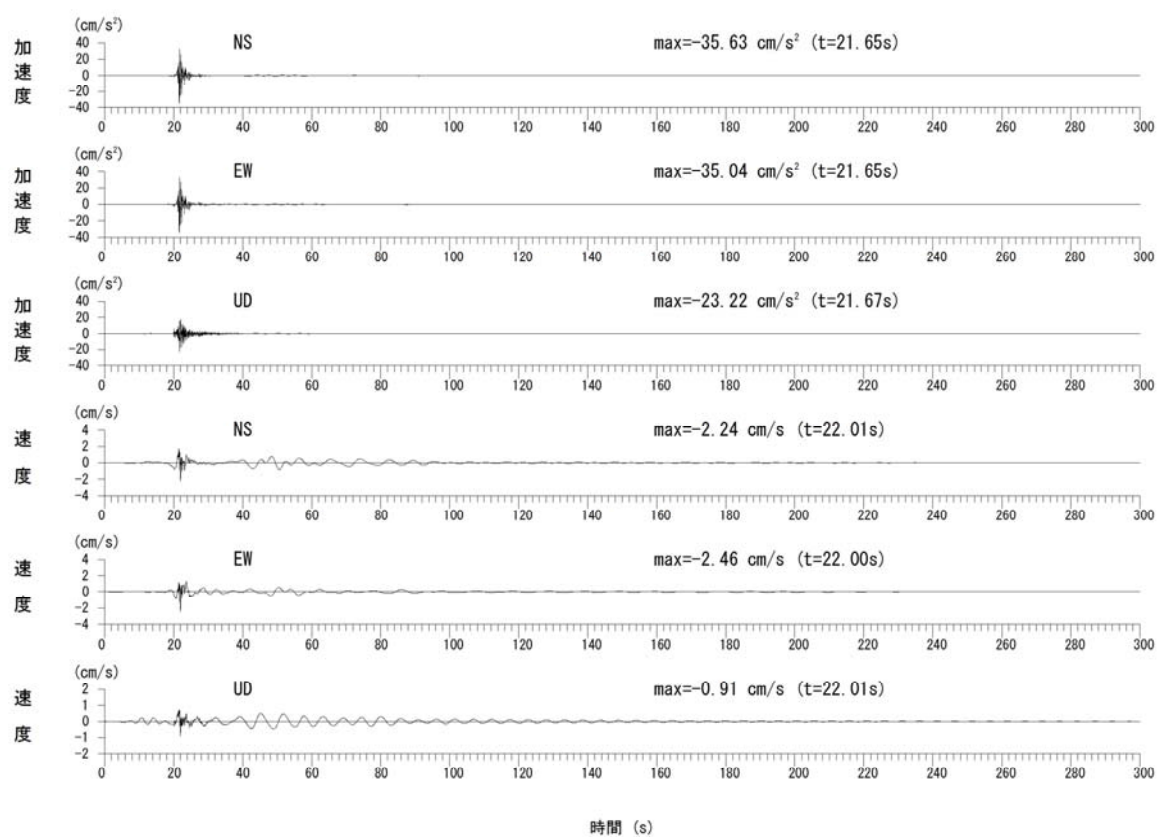 (cm/s²)
加速度
40
20
0
-20
-40
NS
max=-35.63 cm/s² (t=21.65s)
0 20 40 60 80 100 120 140 160 180 200 220 240 260 280 300
(cm/s²)
加速度
40
20
0
-20
-40
EW
max=-35.04 cm/s² (t=21.65s)
0 20 40 60 80 100 120 140 160 180 200 220 240 260 280 300
(cm/s²)
加速度
40
20
0
-20
-40
UD
max=-23.22 cm/s² (t=21.67s)
0 20 40 60 80 100 120 140 160 180 200 220 240 260 280 300
(cm/s)
速度
4
2
0
-2
-4
NS
max=-2.24 cm/s (t=22.01s)
0 20 40 60 80 100 120 140 160 180 200 220 240 260 280 300
(cm/s)
速度
4
2
0
-2
-4
EW
max=-2.46 cm/s (t=22.00s)
0 20 40 60 80 100 120 140 160 180 200 220 240 260 280 300
(cm/s)
速度
2
1
0
-1
-2
UD
max=-0.91 cm/s (t=22.01s)
0 20 40 60 80 100 120 140 160 180 200 220 240 260 280 300
時間 (s)